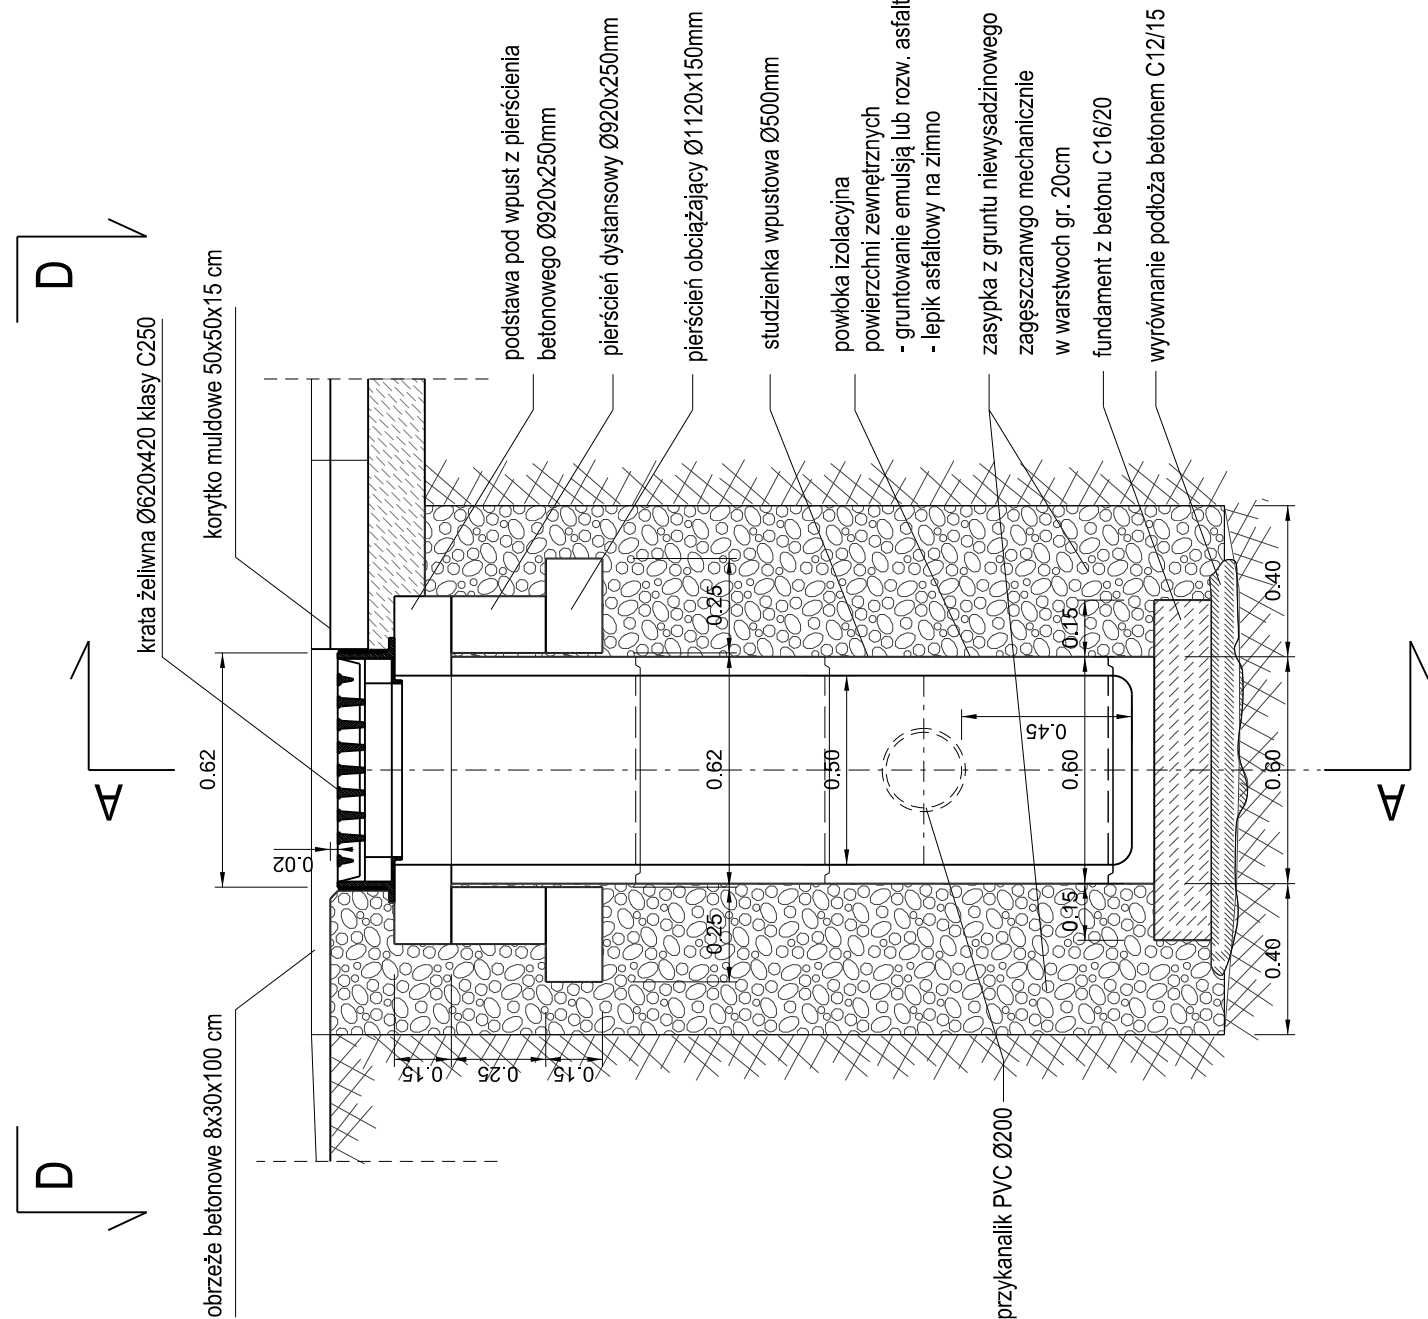 D
D
A
A
krata żeliwna Ø620x420 klasy C250
korytko muldowe 50x50x15 cm
obrzeże betonowe 8x30x100 cm
podstawa pod wpust z pierścienia
betonowego Ø920x250mm
pierścień dystansowy Ø920x250mm
pierścień obciążający Ø1120x150mm
studzienka wpustowa Ø500mm
powłoka izolacyjna
powierzchni zewnętrznych
- gruntowanie emulsją lub rozw. asfalt
- lepik asfaltowy na zimno
zasypka z gruntu niewysadzinowego
zagęszczanwgo mechanicznie
w warstwoch gr. 20cm
fundament z betonu C16/20
wyrównanie podłoża betonem C12/15
przykanalik PVC Ø200
0.62
0.02
0.15
0.25
0.15
0.25
0.62
0.25
0.50
0.45
0.15
0.60
0.15
0.40
0.60
0.40